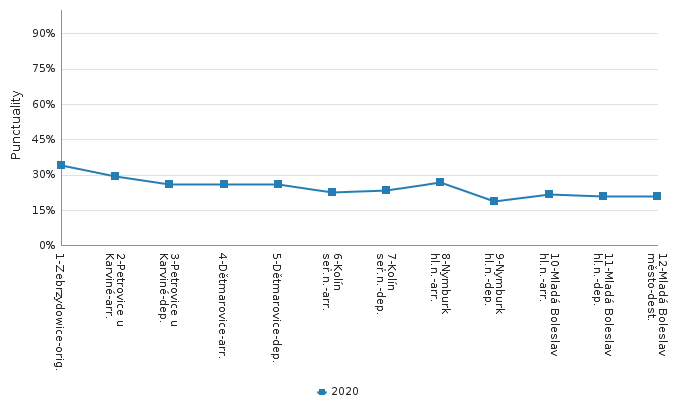 90%
75%
60%
45%
30%
15%
0%
Punctuality
1-Zebrzydowice-orig.
2-Petrovice u
Karviné-arr.
3-Petrovice u
Karviné-dep.
4-Dětmarovice-arr.
5-Dětmarovice-dep.
6-Kolín
seř.n.-arr.
7-Kolín
seř.n.-dep.
8-Nymburk
hl.n.-arr.
9-Nymburk
hl.n.-dep.
10-Mladá Boleslav
hl.n.-arr.
11-Mladá Boleslav
hl.n.-dep.
12-Mladá Boleslav
město-dest.
2020